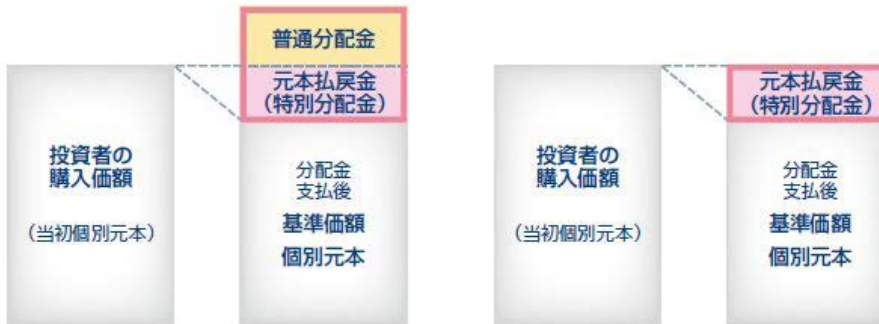 普通分配金
元本払戻金
（特別分配金）
投資者の
購入価額
（当初個別元本）
分配金
支払後
基準価額
個別元本
元本払戻金
（特別分配金）
投資者の
購入価額
（当初個別元本）
分配金
支払後
基準価額
個別元本